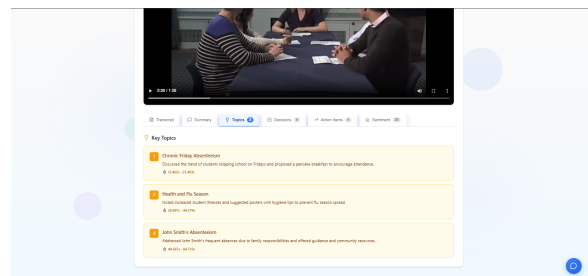 0:00 / 1:30
Transcript
Summary
Topics 3
Decisions
Action Items
Sentiment
Key Topics
1
Chronic Friday Absenteeism
Discussed the trend of students skipping school on Fridays and proposed a pancake breakfast to encourage attendance.
2
Health and Flu Season
Noted increased student illnesses and suggested posters with hygiene tips to prevent flu season spread.
3
John Smith's Absenteeism
Addressed John Smith's frequent absences due to family responsibilities and offered guidance and community resources.